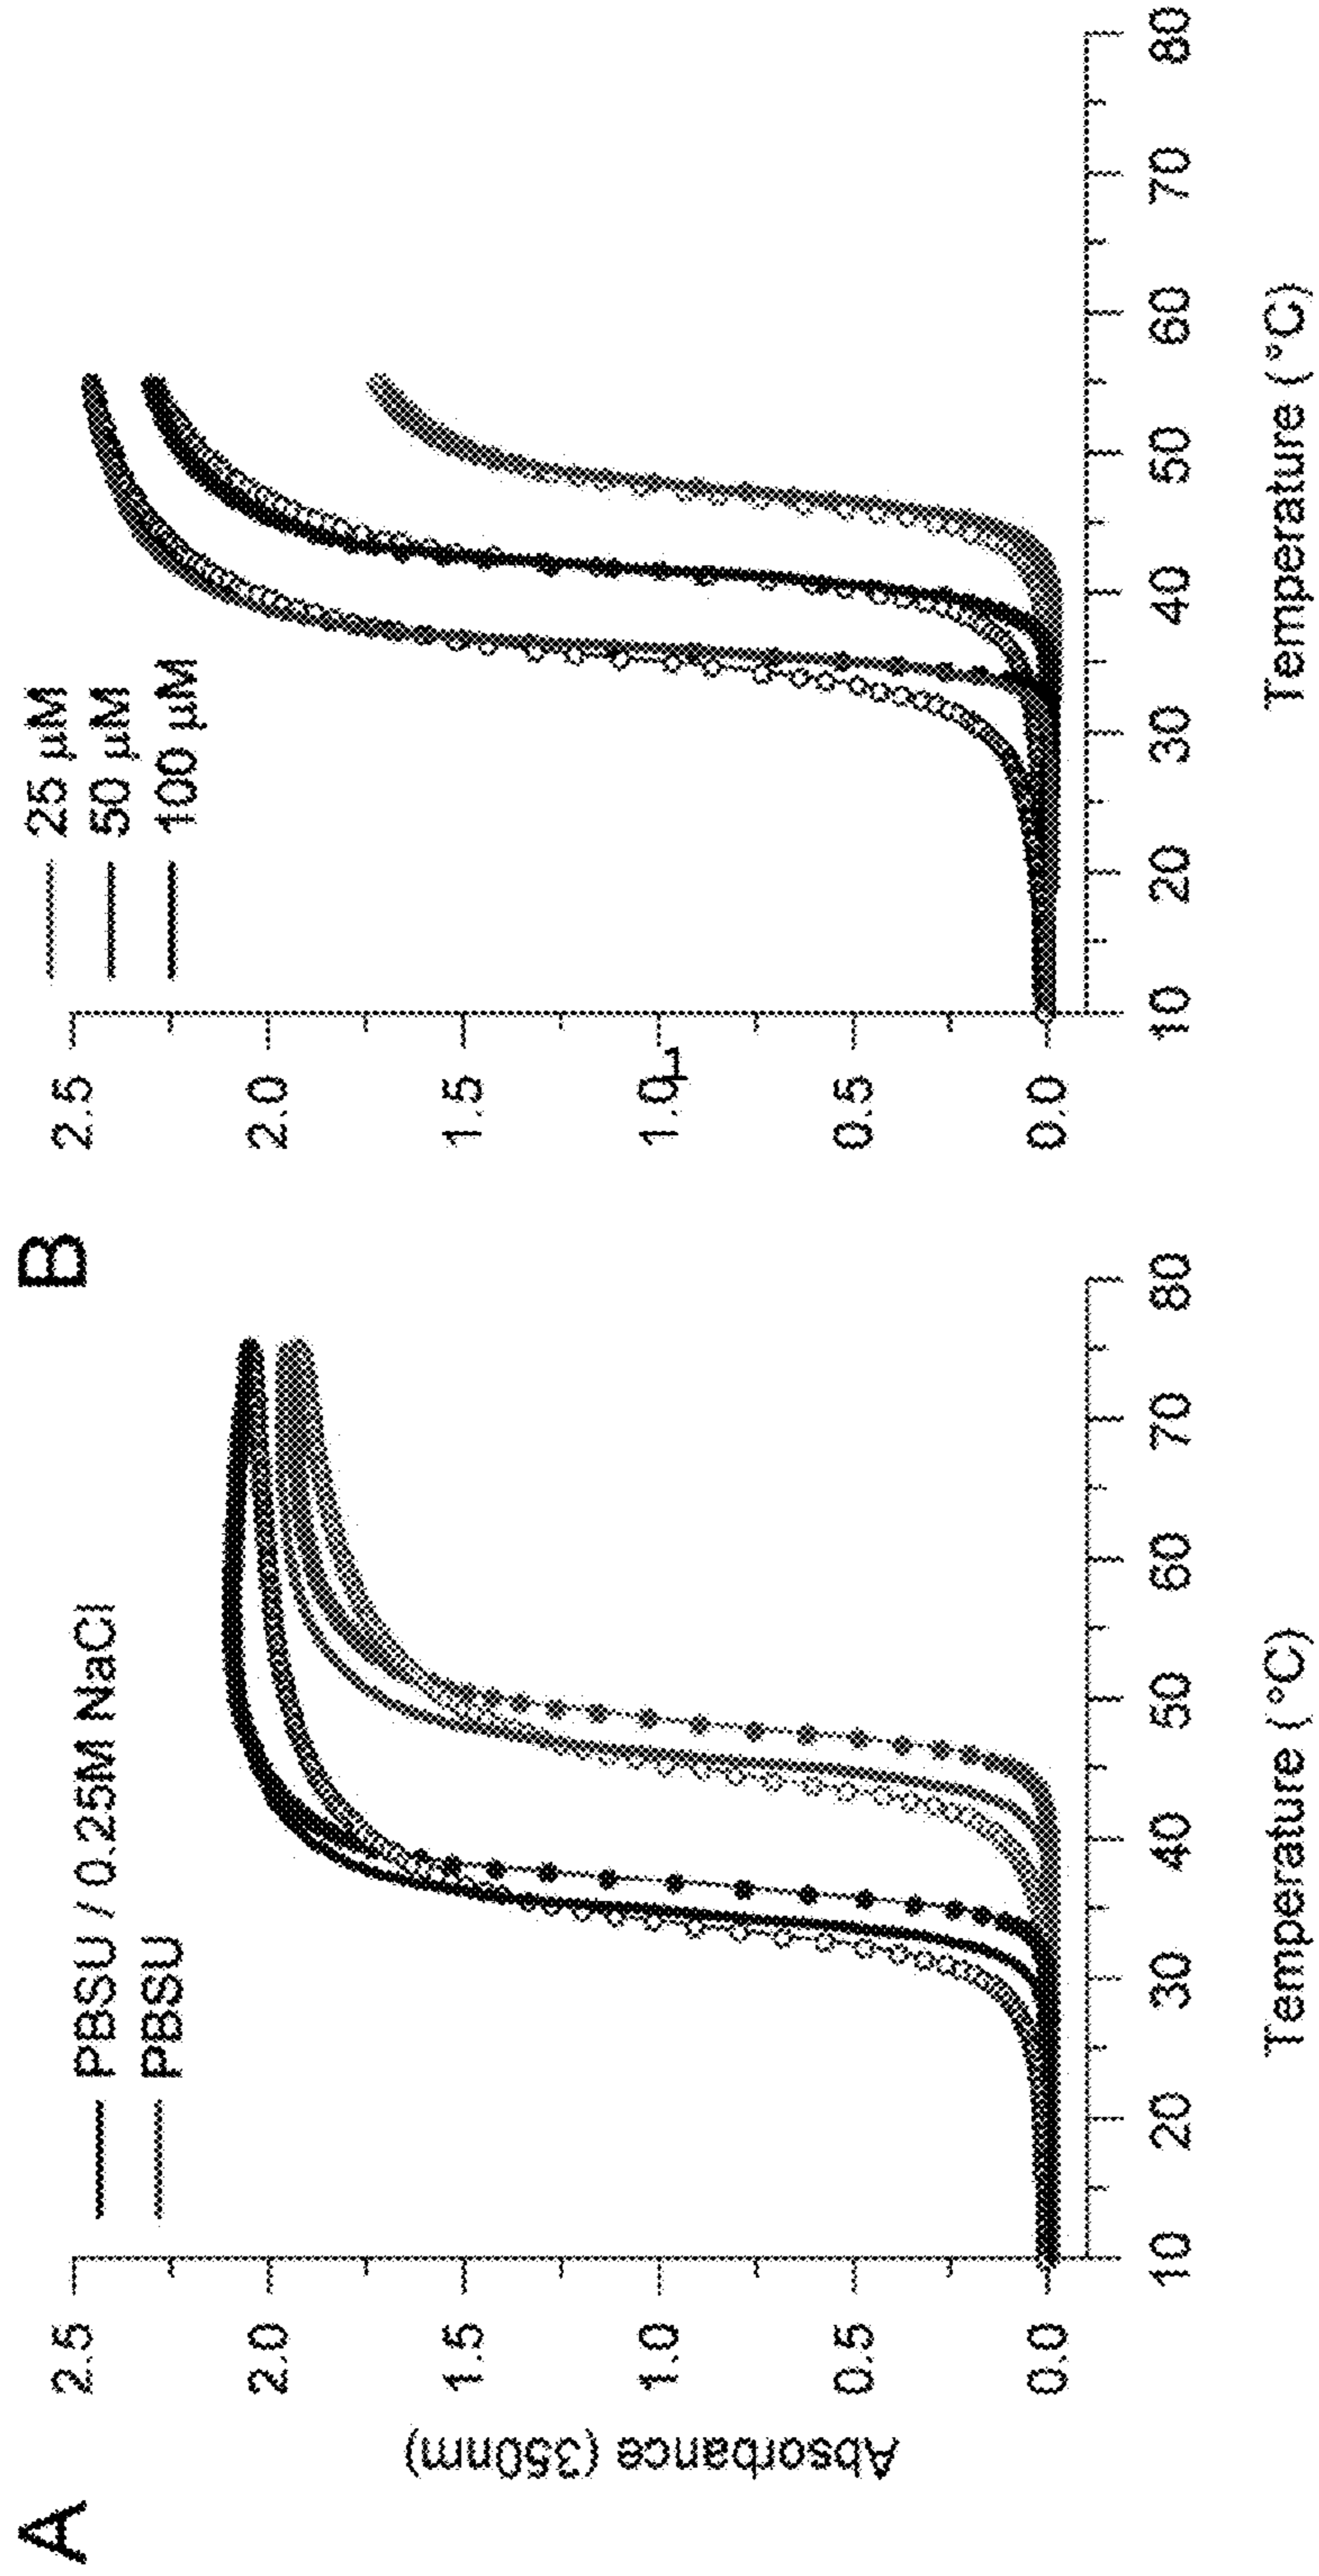 A
PBSU / 0.25M NaCl
PBSU
Absorbance (350nm)
2.5
2.0
1.5
1.0
0.5
0.0
10 20 30 40 50 60 70 80
Temperature (°C)
B
25 µM
50 µM
100 µM
2.5
2.0
1.5
1.0
1
0.5
0.0
10 20 30 40 50 60 70 80
Temperature (°C)